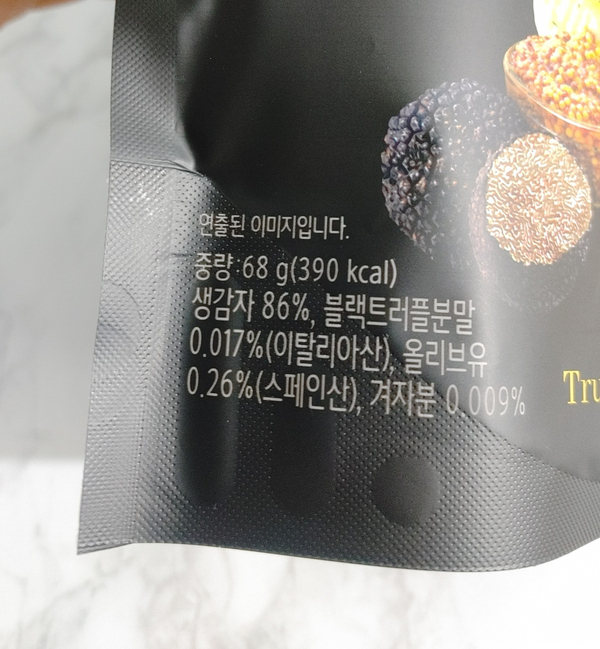 연출된 이미지입니다.
중량:68 g(390 kcal)
생감자 86%, 블랙트러플분말
0.017%(이탈리아산), 올리브유
0.26%(스페인산), 겨자분 0.009%
Tru